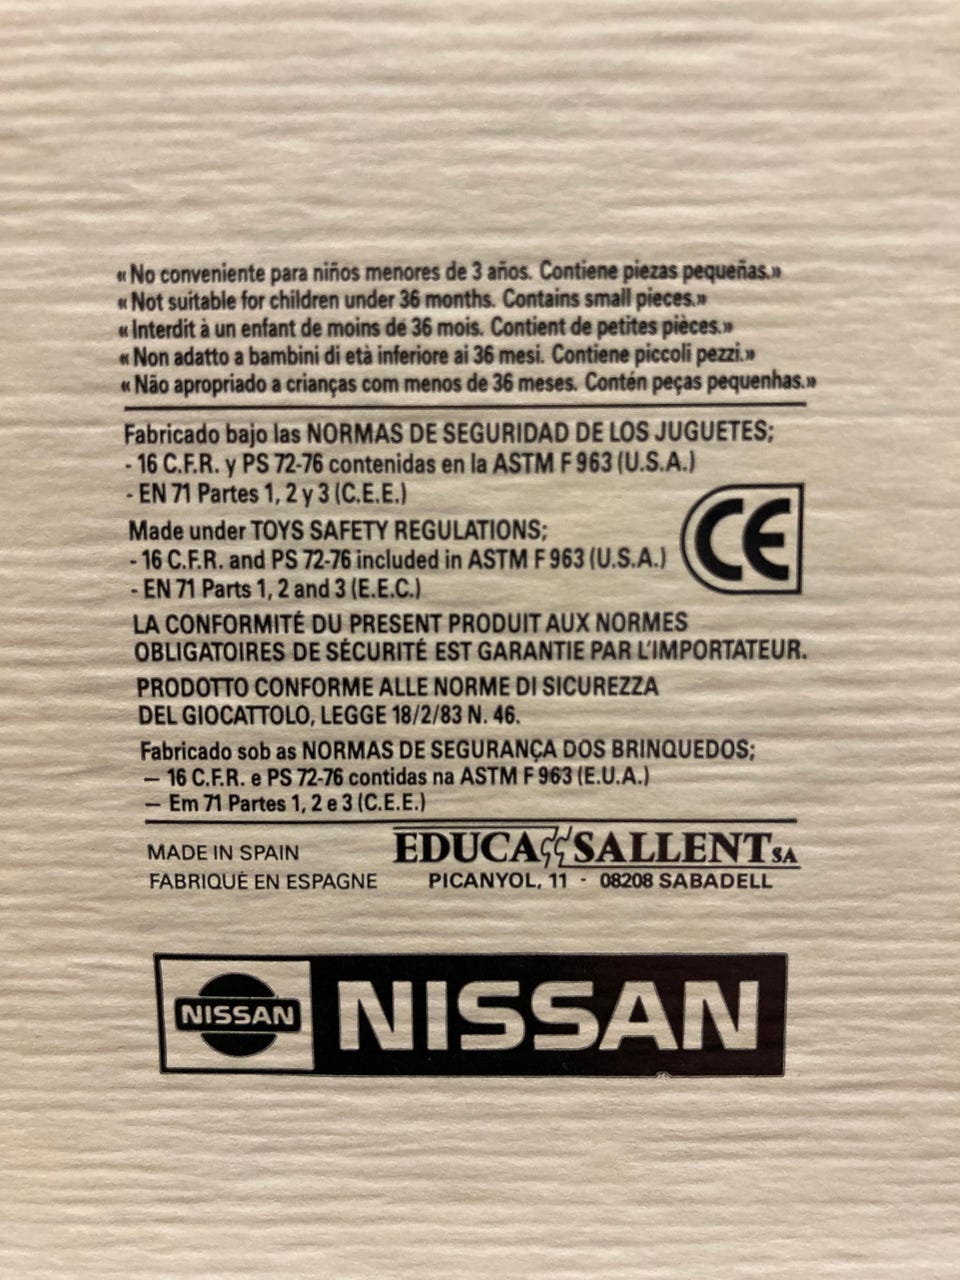 « No conveniente para niños menores de 3 años. Contiene piezas pequeñas.»
« Not suitable for children under 36 months. Contains small pieces.»
« Interdit à un enfant de moins de 36 mois. Contient de petites pièces.»
« Non adatto a bambini di età inferiore ai 36 mesi. Contiene piccoli pezzi.»
« Não apropriado a crianças com menos de 36 meses. Contén peças pequenhas.»
Fabricado bajo las NORMAS DE SEGURIDAD DE LOS JUGUETES;
- 16 C.F.R. y PS 72-76 contenidas en la ASTM F 963 (U.S.A.)
- EN 71 Partes 1, 2 y 3 (C.E.E.)
CE
Made under TOYS SAFETY REGULATIONS;
- 16 C.F.R. and PS 72-76 included in ASTM F 963 (U.S.A.)
- EN 71 Parts 1, 2 and 3 (E.E.C.)
LA CONFORMITÉ DU PRESENT PRODUIT AUX NORMES
OBLIGATOIRES DE SÉCURITÉ EST GARANTIE PAR L'IMPORTATEUR.
PRODOTTO CONFORME ALLE NORME DI SICUREZZA
DEL GIOCATTOLO, LEGGE 18/2/83 N. 46.
Fabricado sob as NORMAS DE SEGURANÇA DOS BRINQUEDOS;
— 16 C.F.R. e PS 72-76 contidas na ASTM F 963 (E.U.A.)
— Em 71 Partes 1, 2 e 3 (C.E.E.)
MADE IN SPAIN
FABRIQUÉ EN ESPAGNE
EDUCA SALLENT SA
PICANYOL, 11 - 08208 SABADELL
NISSAN
NISSAN